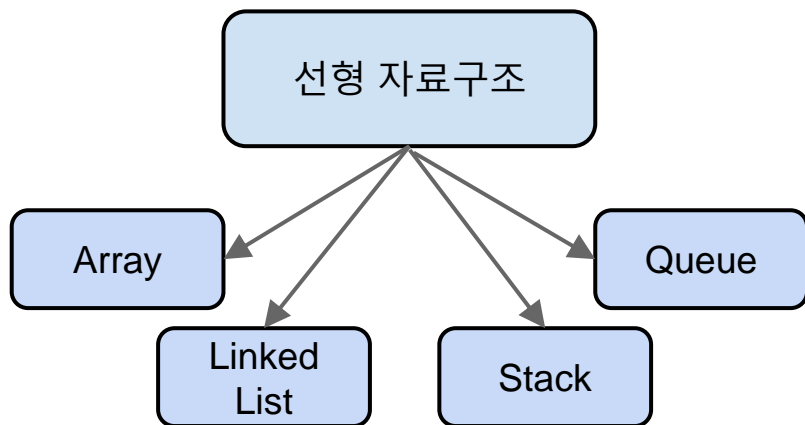 선형 자료구조
Array
Queue
Linked
List
Stack